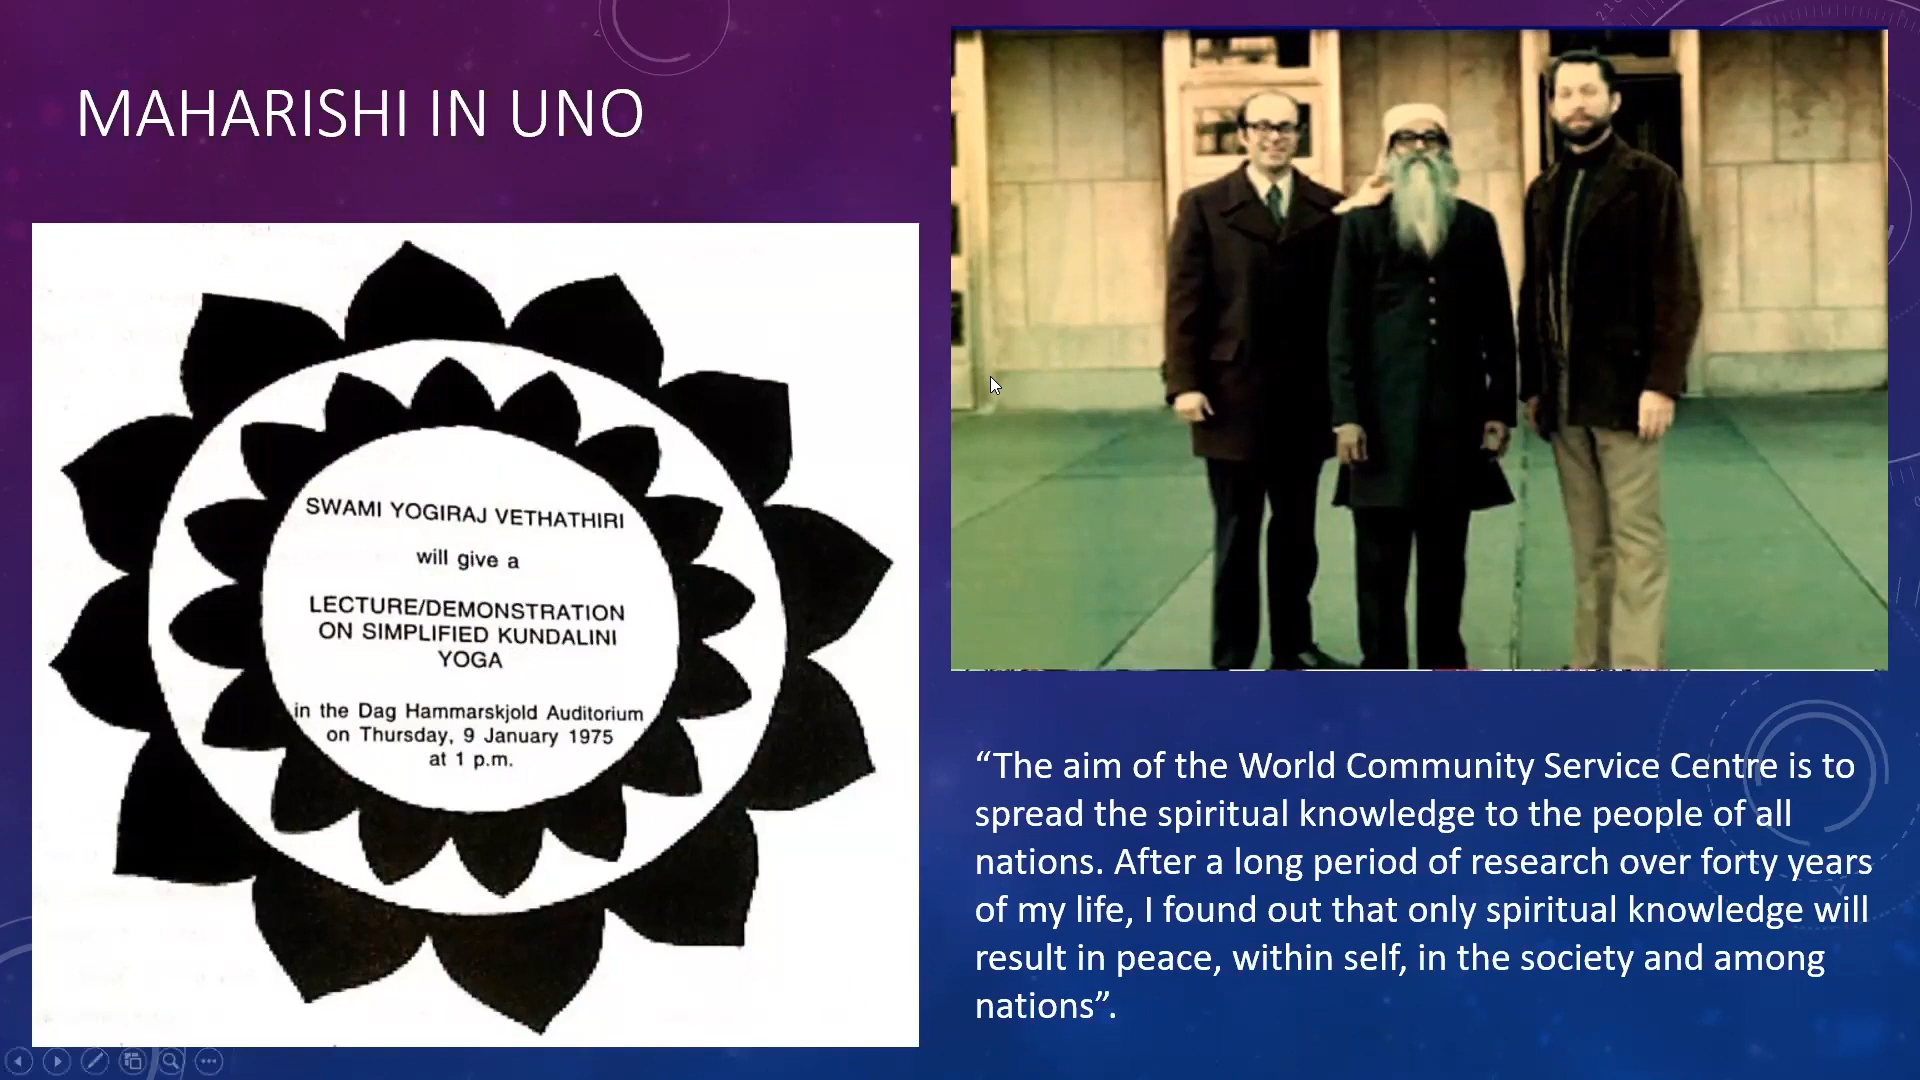 MAHARISHI IN UNO
SWAMI YOGIRAJ VETHATHIRI
will give a
LECTURE/DEMONSTRATION
ON SIMPLIFIED KUNDALINI
YOGA
in the Dag Hammarskjold Auditorium
on Thursday, 9 January 1975
at 1 p.m.
“The aim of the World Community Service Centre is to
spread the spiritual knowledge to the people of all
nations. After a long period of research over forty years
of my life, I found out that only spiritual knowledge will
result in peace, within self, in the society and among
nations”.